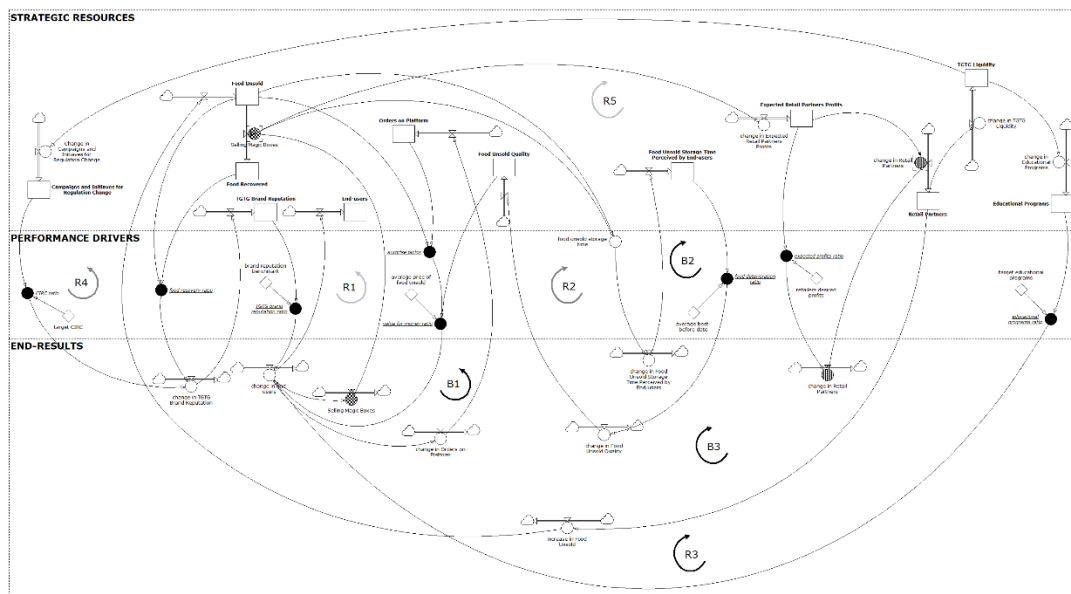 STRATEGIC RESOURCES
Food Unsold
Selling Magic Boxes
Food Recovered
Orders on Platform
Food Unsold Quality
R5
Expected Retail Partners Profits
change in Expected
Retail Partners
Profits
TGTG Liquidity
change in TGTG
Liquidity
change in Retail
Partners
Retail Partners
change in
Educational
Programs
Educational Programs
Food Unsold Storage Time
Perceived by End-users
Change in
Campaigns and
Initiaves for
Regulation Change
Campaigns and Initiaves for
Regulation Change
TGTG Brand Reputation
End-users
PERFORMANCE DRIVERS
R4
CIRC ratio
target CIRC
food recovery ratio
brand reputation
benchmark
TGTG brand
reputation ratio
R1
surprise factor
average price of
food unsold
value for money ratio
R2
food unsold storage
time
B2
food deterioration
ratio
average best-
before date
expected profits ratio
retailers desired
profits
target educational
programs
educational
programs ratio
END-RESULTS
change in TGTG
Brand Reputation
change in End-
users
Selling Magic Boxes
B1
change in Orders on
Platform
change in Food
Unsold Storage
Time Perceived by
End-users
change in Food
Unsold Quality
change in Retail
Partners
B3
Increase in Food
Unsold
R3